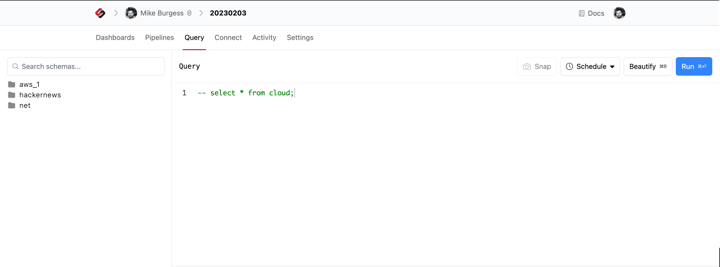 Mike Burgess 20230203 Docs
Dashboards Pipelines Query Connect Activity Settings
Search schemas...
aws_1
hackernews
net
Query Snap Schedule Beautify ⌘B Run ⌘⏎
1 -- select * from cloud;